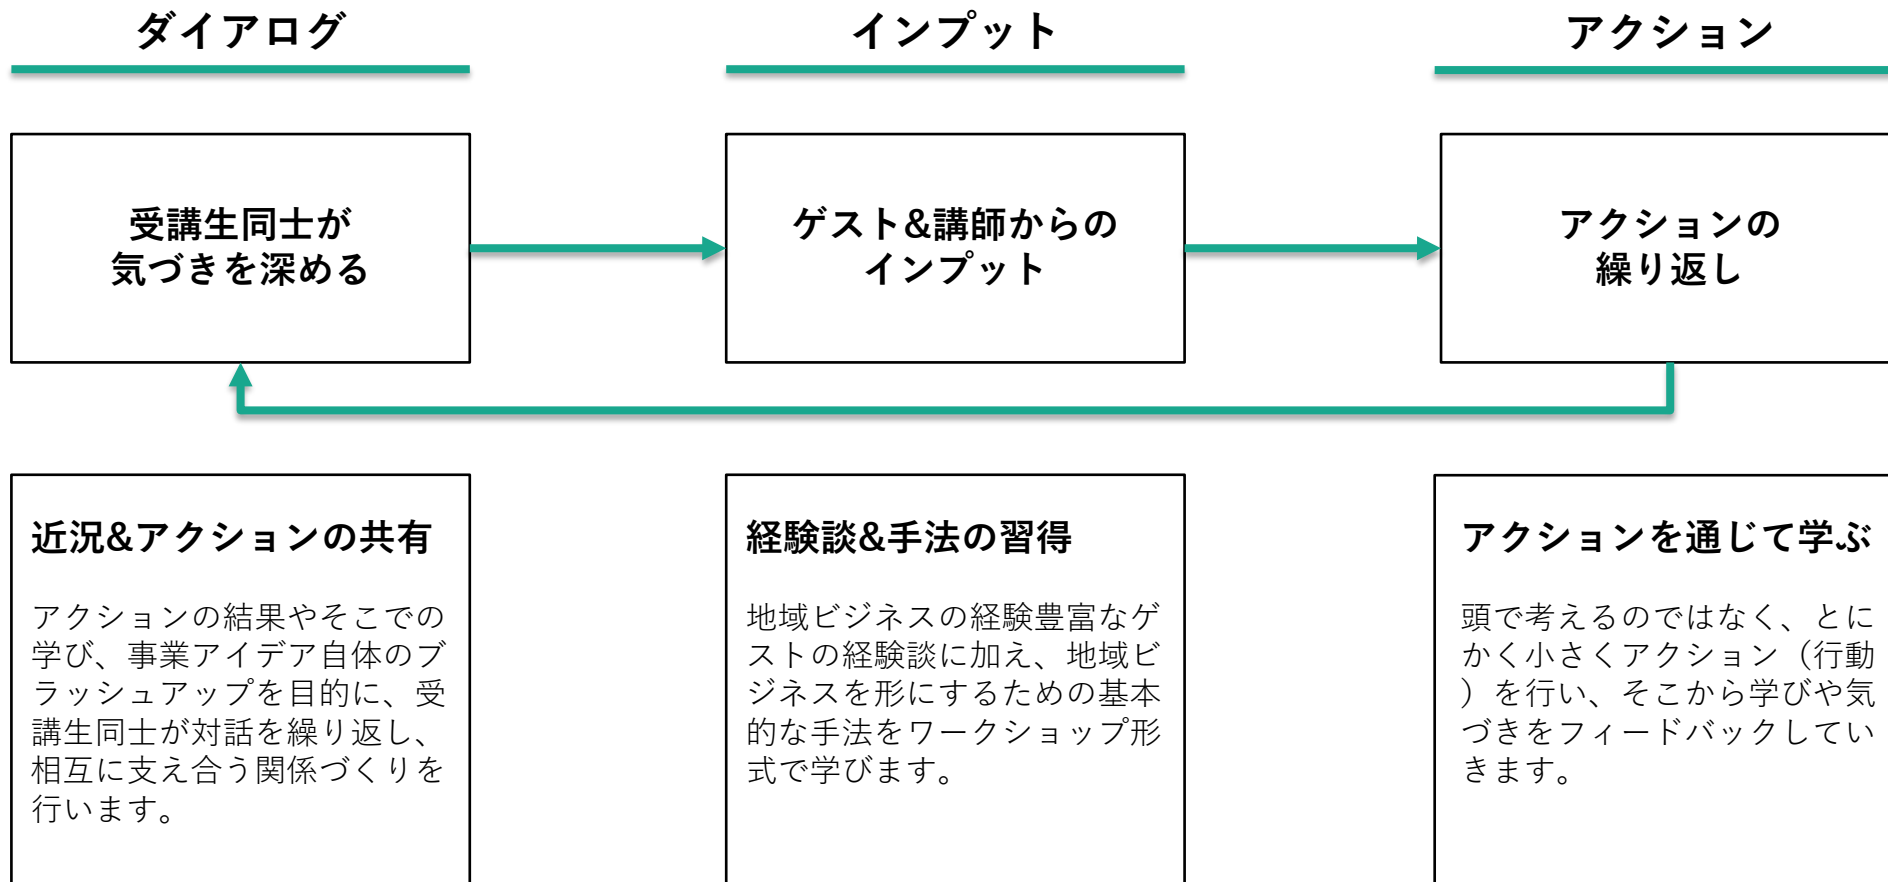 ダイアログ
インプット
アクション
受講生同士が
気づきを深める
ゲスト&講師からの
インプット
アクションの
繰り返し
近況&アクションの共有
アクションの結果やそこでの
学び、事業アイデア自体のブ
ラッシュアップを目的に、受
講生同士が対話を繰り返し、
相互に支え合う関係づくりを
行います。
経験談&手法の習得
地域ビジネスの経験豊富なゲ
ストの経験談に加え、地域ビ
ジネスを形にするための基本
的な手法をワークショップ形
式で学びます。
アクションを通じて学ぶ
頭で考えるのではなく、とに
かく小さくアクション（行動
）を行い、そこから学びや気
づきをフィードバックしてい
きます。